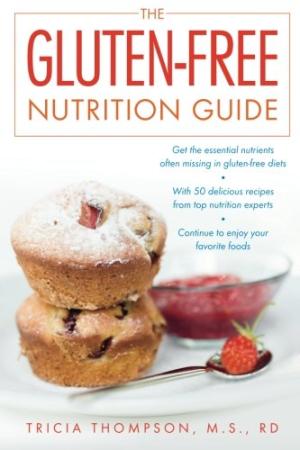 THE
GLUTEN-FREE
NUTRITION GUIDE
Get the essential nutrients
often missing in gluten-free diets
•
With 50 delicious recipes
from top nutrition experts
•
Continue to enjoy your
favorite foods
TRICIA THOMPSON, M.S., RD